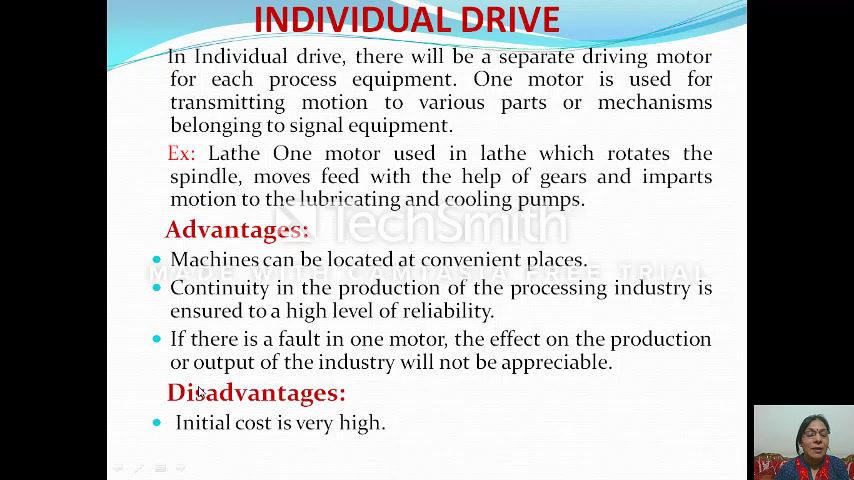 INDIVIDUAL DRIVE
In Individual drive, there will be a separate driving motor
for each process equipment. One motor is used for
transmitting motion to various parts or mechanisms
belonging to signal equipment.
Ex: Lathe One motor used in lathe which rotates the
spindle, moves feed with the help of gears and imparts
motion to the lubricating and cooling pumps.
TechSmith
Advantages:
Machines can be located at convenient places.
MADE WITH CAMTASIA FREE TRIAL
Continuity in the production of the processing industry is
ensured to a high level of reliability.
If there is a fault in one motor, the effect on the production
or output of the industry will not be appreciable.
Disadvantages:
Initial cost is very high.